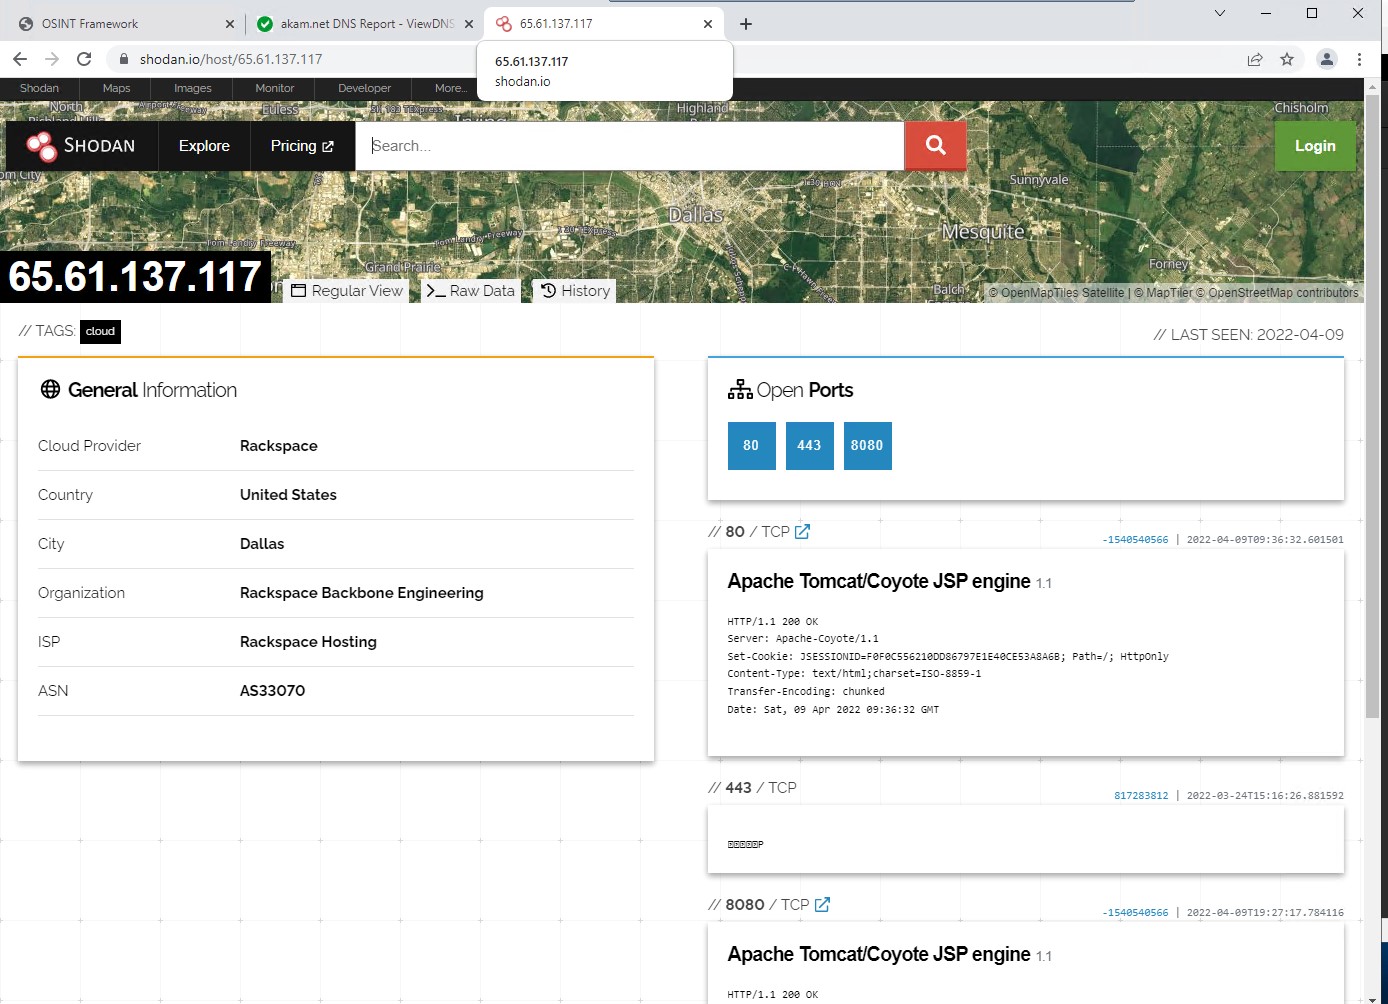 OSINT Framework
akam.net DNS Report - ViewDNS
65.61.137.117
shodan.io/host/65.61.137.117
65.61.137.117
shodan.io
Shodan Maps Images Monitor Developer More...
North
Euless
Highland
Chisholm
SHODAN Explore Pricing Search... Login
Sunnyvale
Dallas
Mesquite
Tom Landry Freeway
Tom Landry Freeway
Grand Prairie
Forney
Balch
65.61.137.117
Regular View Raw Data History
© OpenMapTiles Satellite | © MapTiler © OpenStreetMap contributors
// TAGS: cloud
// LAST SEEN: 2022-04-09
General Information
Cloud Provider Rackspace
Country United States
City Dallas
Organization Rackspace Backbone Engineering
ISP Rackspace Hosting
ASN AS33070
Open Ports
80 443 8080
// 80 / TCP
-1540540566 | 2022-04-09T09:36:32.601501
Apache Tomcat/Coyote JSP engine 1.1
HTTP/1.1 200 OK
Server: Apache-Coyote/1.1
Set-Cookie: JSESSIONID=F0F0C556210DD86797E1E40CE53A8A6B; Path=/; HttpOnly
Content-Type: text/html;charset=ISO-8859-1
Transfer-Encoding: chunked
Date: Sat, 09 Apr 2022 09:36:32 GMT
// 443 / TCP
817283812 | 2022-03-24T15:16:26.881592
// 8080 / TCP
-1540540566 | 2022-04-09T19:27:17.784116
Apache Tomcat/Coyote JSP engine 1.1
HTTP/1.1 200 OK